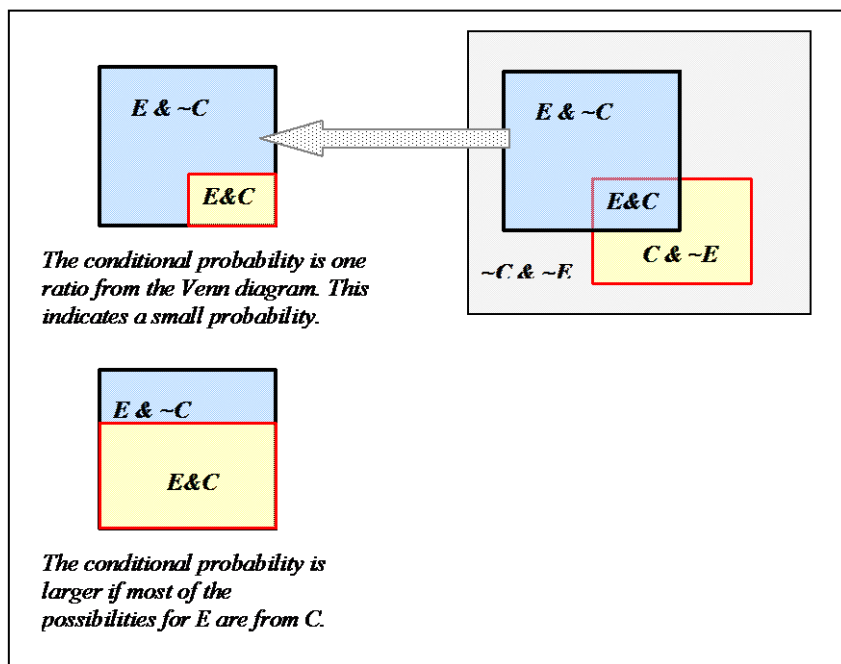 E & ~C
E&C
The conditional probability is one
ratio from the Venn diagram. This
indicates a small probability.
E & ~C
E&C
C & ~E
~C & ~E
E & ~C
E&C
The conditional probability is
larger if most of the
possibilities for E are from C.